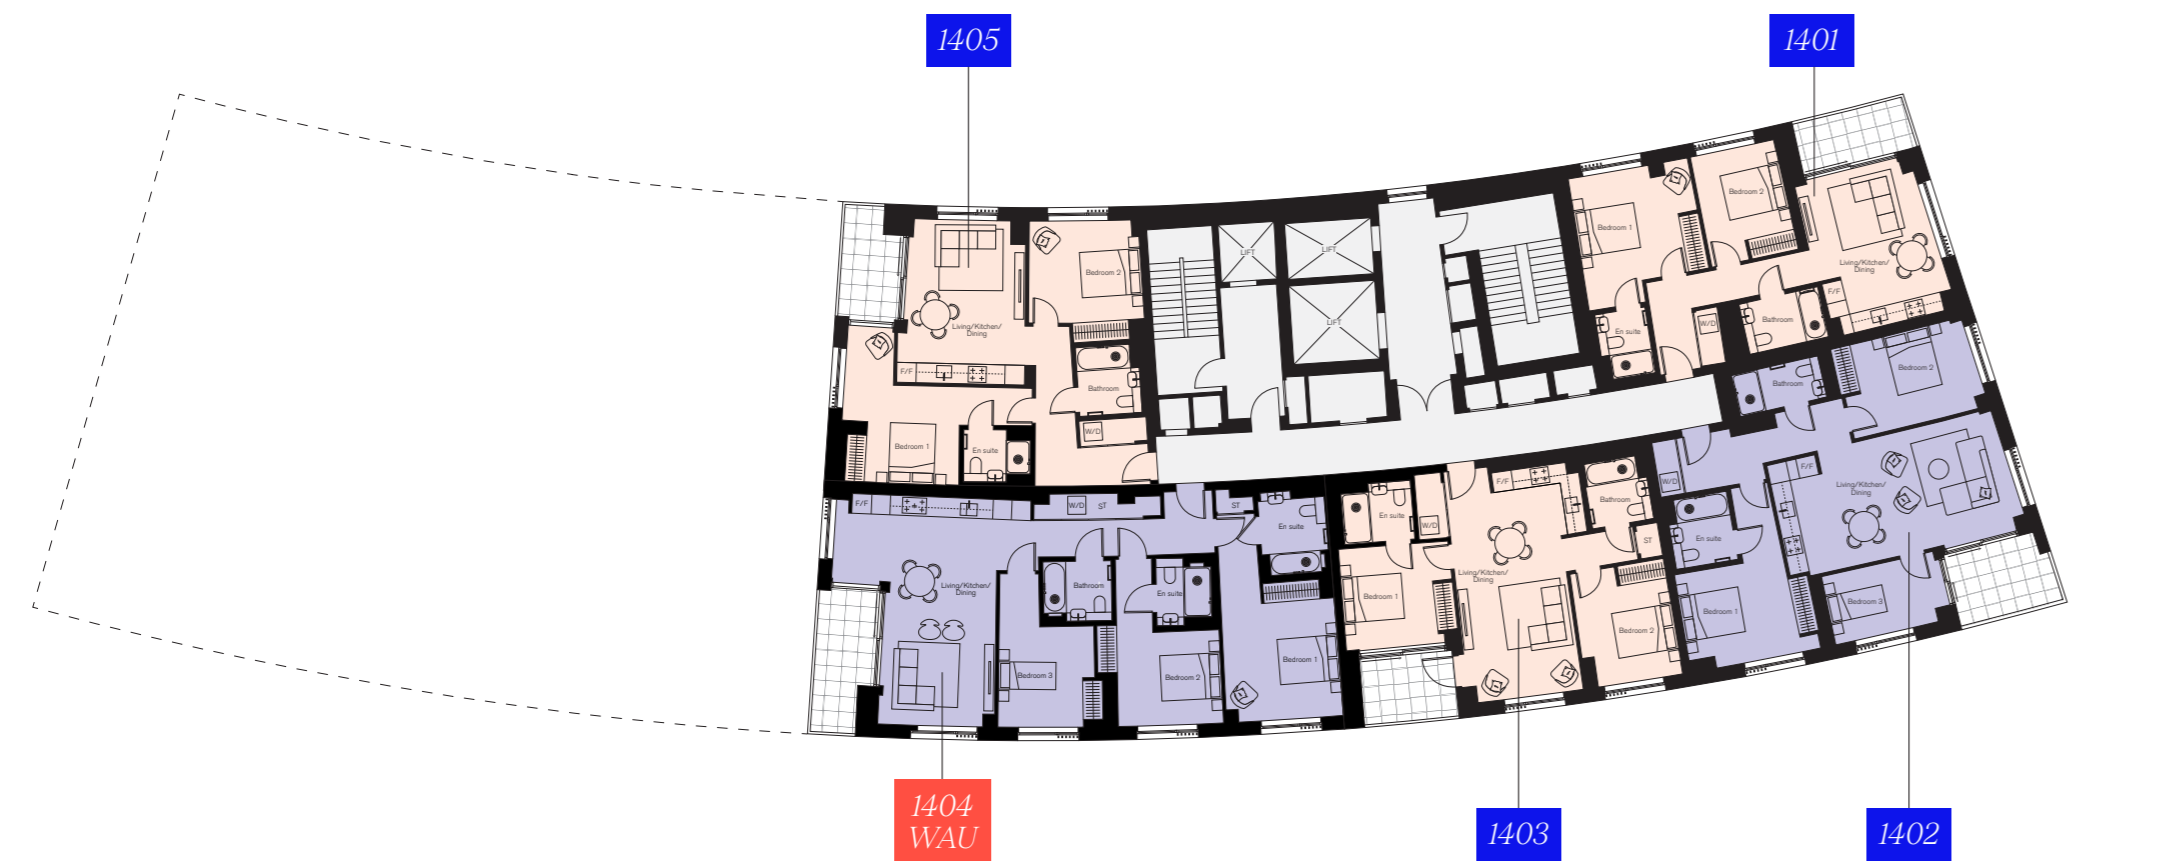 1405
1401
Bedroom 2
Bedroom 1
Living/Kitchen/
Dining
F/F
En suite
W/D
Bathroom
LIFT
LIFT
LIFT
Bedroom 2
Living/Kitchen/
Dining
F/F
Bathroom
W/D
Bedroom 1
En suite
Bathroom
Bedroom 2
F/F
W/D
Living/Kitchen/
Dining
En suite
Bedroom 1
Bedroom 3
F/F
W/D
ST
ST
En suite
Living/Kitchen/
Dining
Bathroom
En suite
Bedroom 3
Bedroom 2
Bedroom 1
En suite
W/D
F/F
Bathroom
ST
Living/Kitchen/
Dining
Bedroom 1
Bedroom 2
1404
WAU
1403
1402